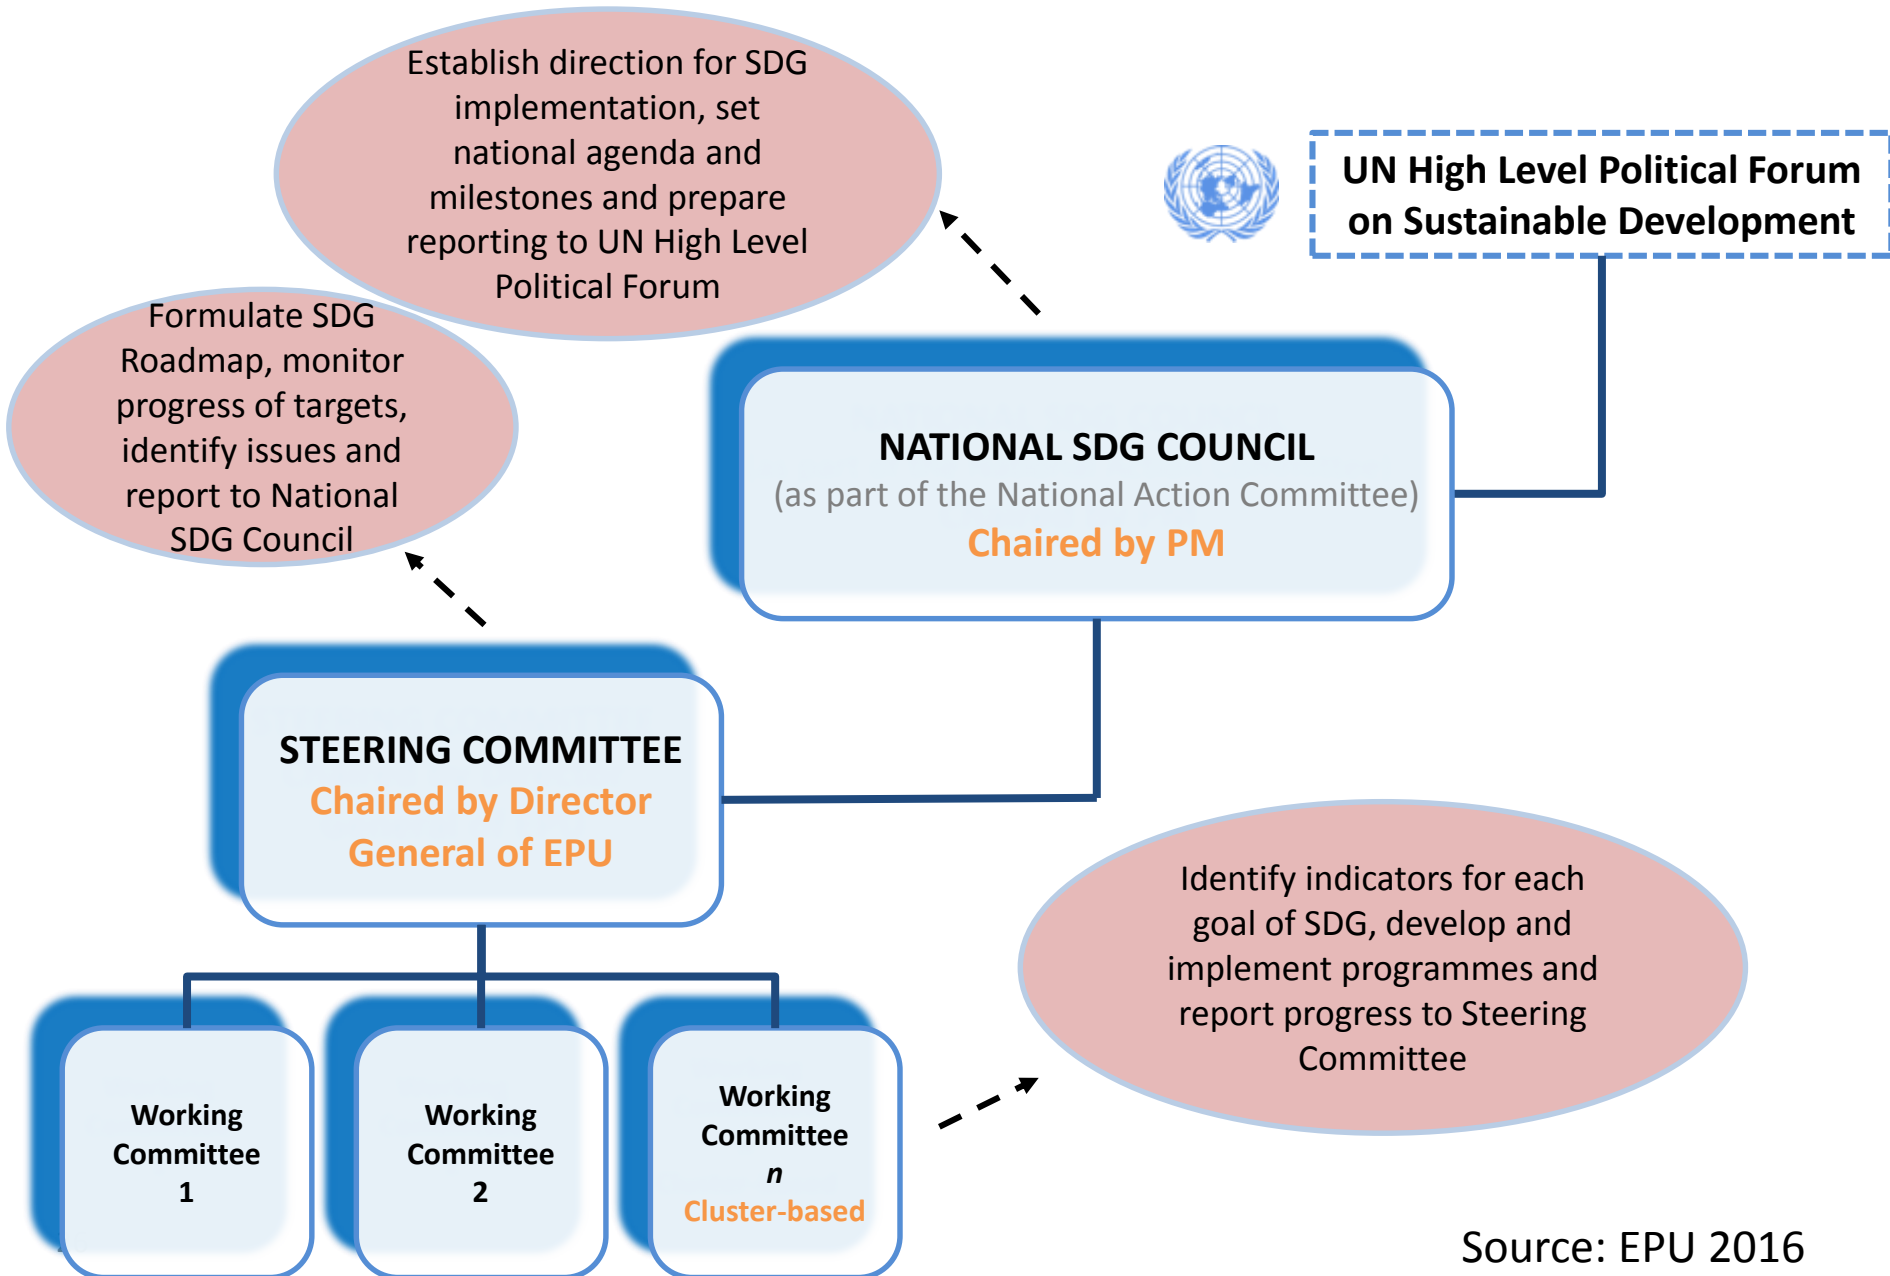 Establish direction for SDG
implementation, set
national agenda and
milestones and prepare
reporting to UN High Level
Political Forum
UN High Level Political Forum
on Sustainable Development
Formulate SDG
Roadmap, monitor
progress of targets,
identify issues and
report to National
SDG Council
NATIONAL SDG COUNCIL
(as part of the National Action Committee)
Chaired by PM
STEERING COMMITTEE
Chaired by Director
General of EPU
Identify indicators for each
goal of SDG, develop and
implement programmes and
report progress to Steering
Committee
Working
Committee
1
Working
Committee
2
Working
Committee
n
Cluster-based
Source: EPU 2016